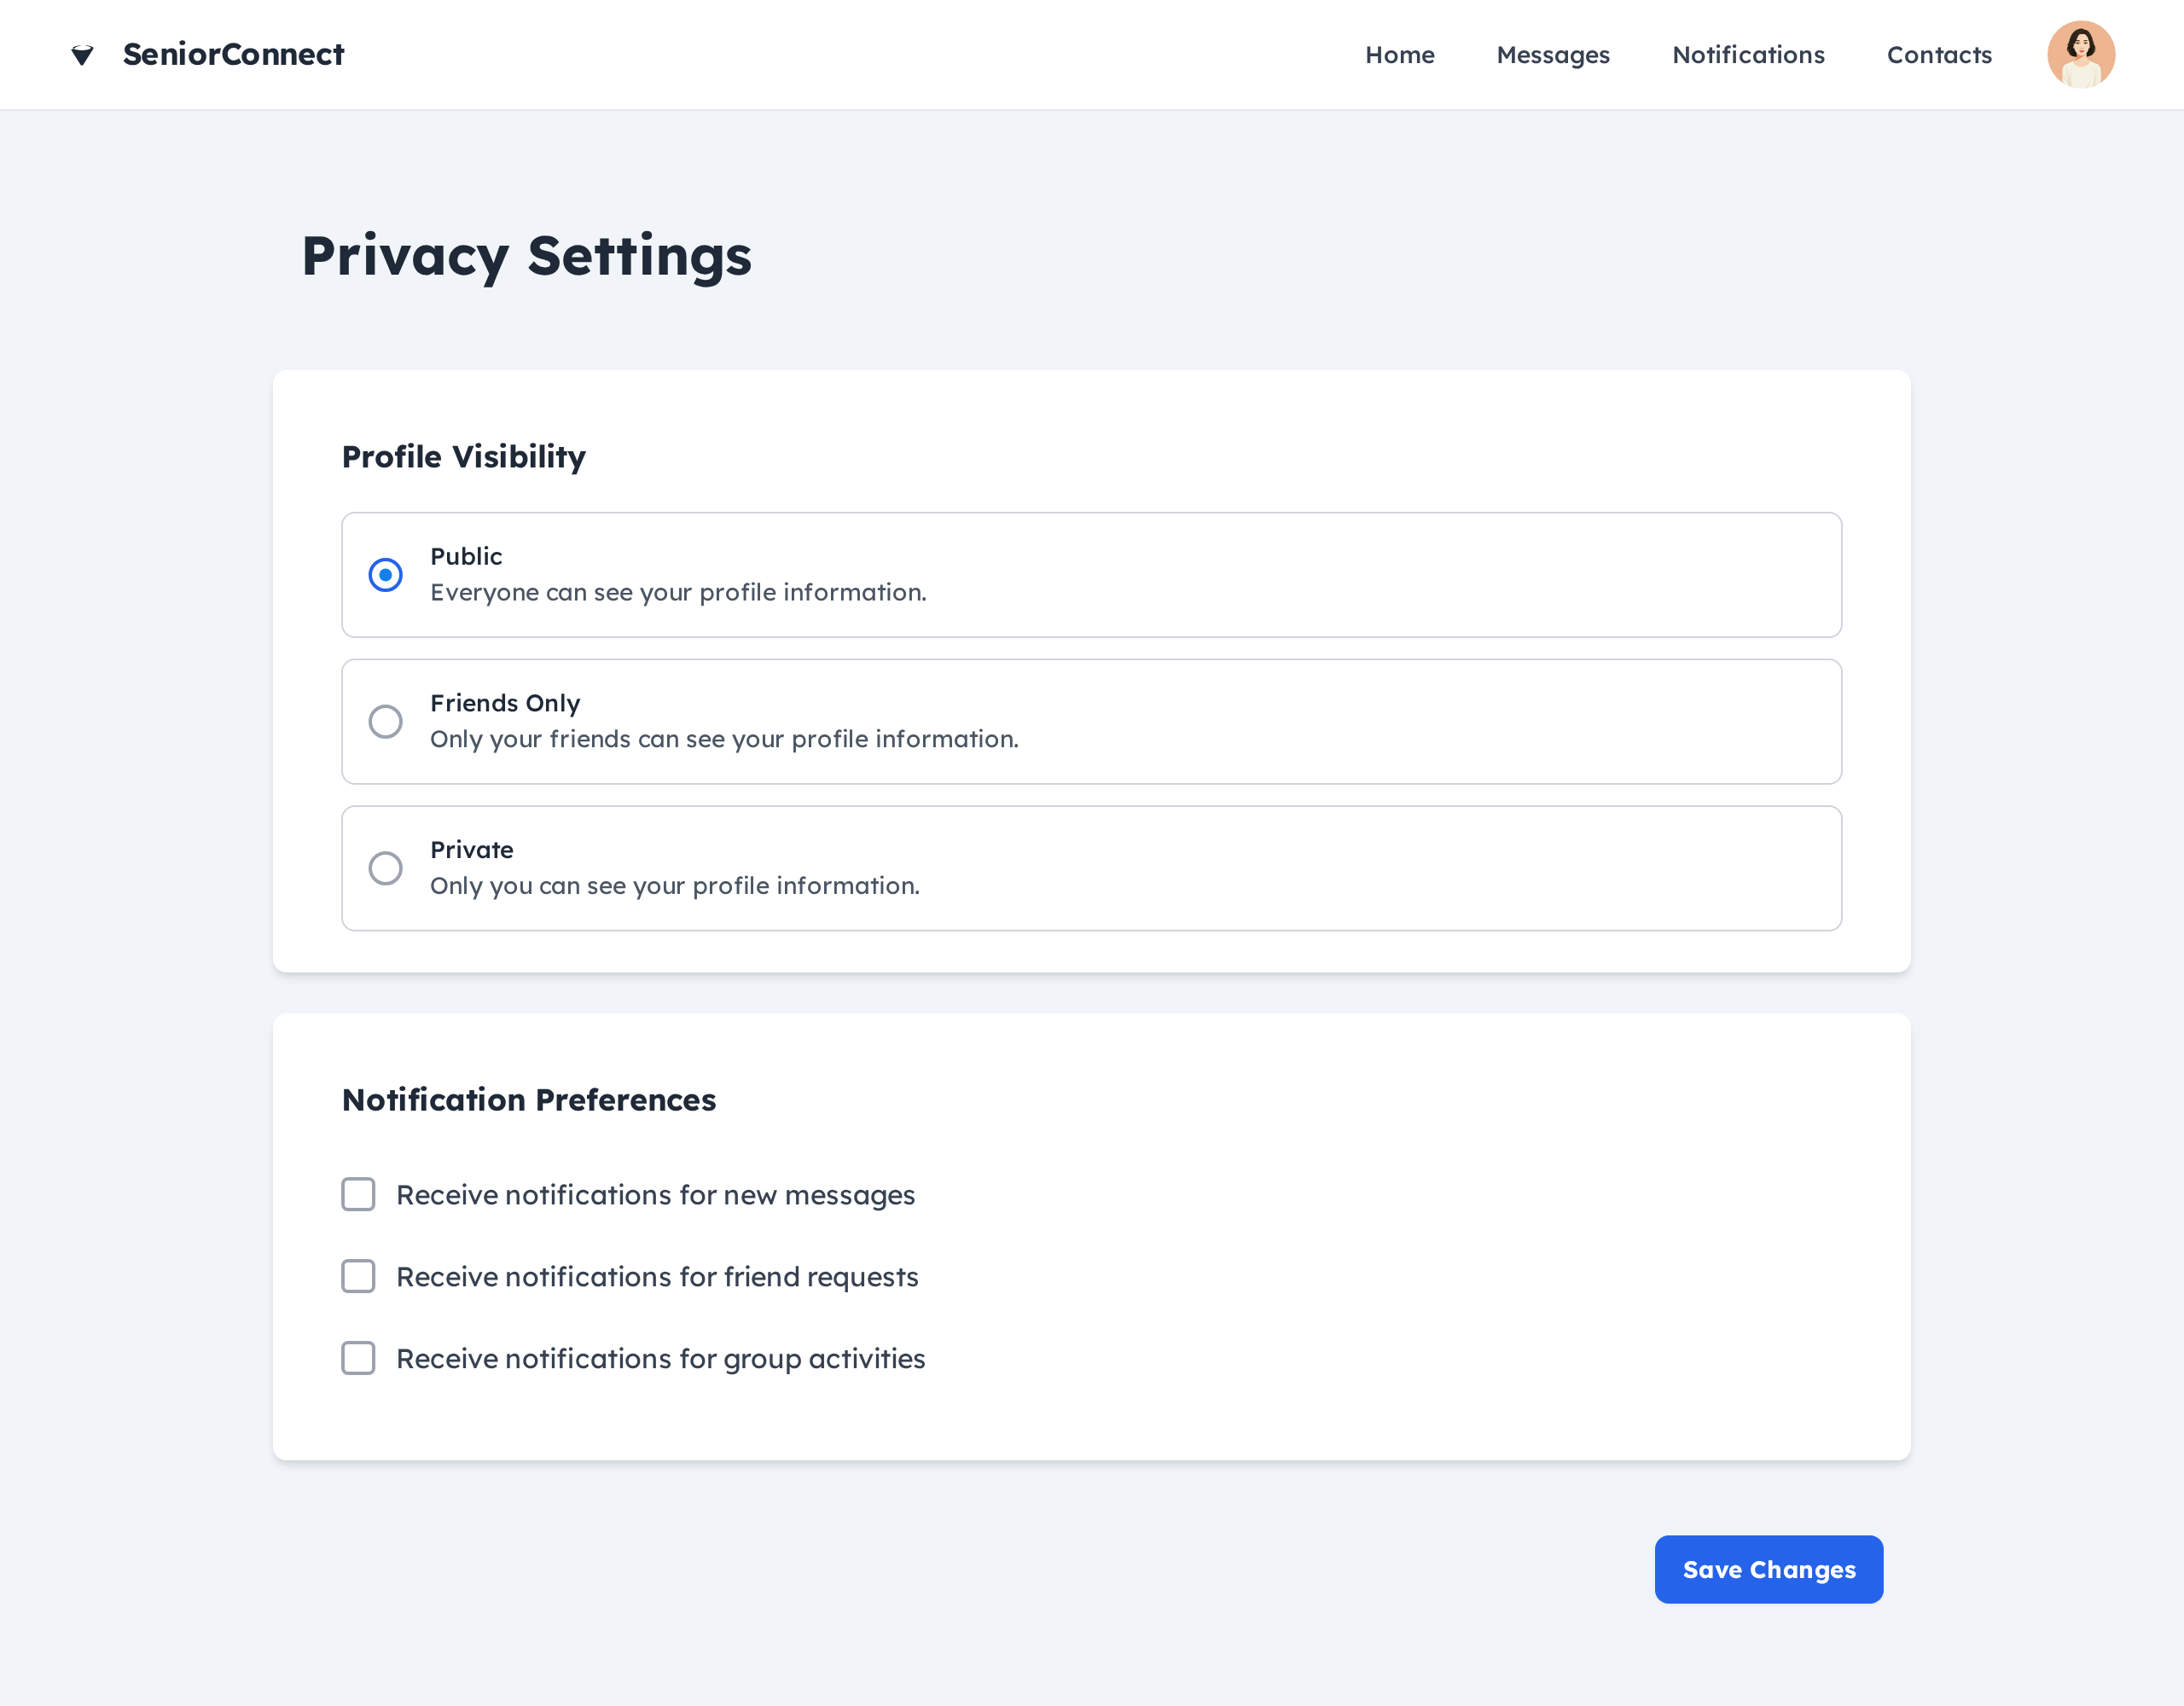 SeniorConnect
Home
Messages
Notifications
Contacts
Privacy Settings
Profile Visibility
Public
Everyone can see your profile information.
Friends Only
Only your friends can see your profile information.
Private
Only you can see your profile information.
Notification Preferences
Receive notifications for new messages
Receive notifications for friend requests
Receive notifications for group activities
Save Changes